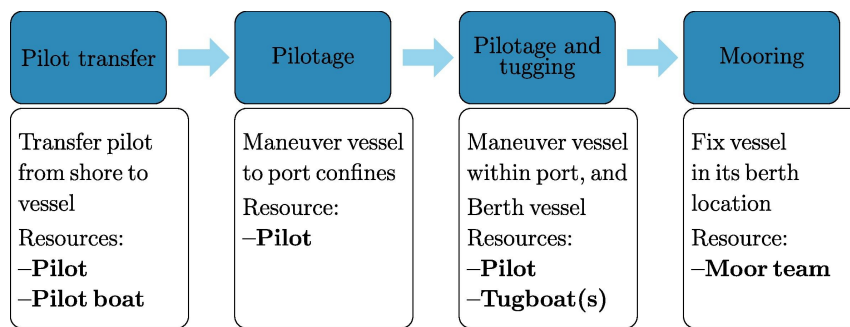 Pilot transfer
Transfer pilot
from shore to
vessel
Resources:
–Pilot
–Pilot boat
Pilotage
Maneuver vessel
to port confines
Resource:
–Pilot
Pilotage and
tugging
Maneuver vessel
within port, and
Berth vessel
Resources:
–Pilot
–Tugboat(s)
Mooring
Fix vessel
in its berth
location
Resource:
–Moor team